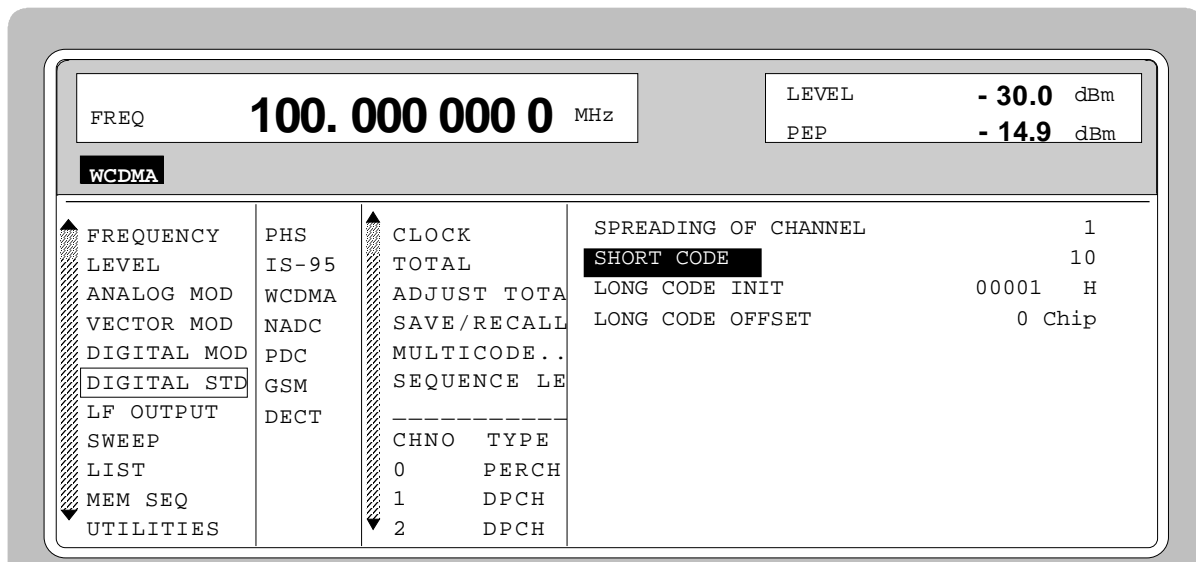 FREQ 100. 000 000 0 MHz
LEVEL - 30.0 dBm
PEP - 14.9 dBm
WCDMA
FREQUENCY
LEVEL
ANALOG MOD
VECTOR MOD
DIGITAL MOD
DIGITAL STD
LF OUTPUT
SWEEP
LIST
MEM SEQ
UTILITIES
PHS
IS-95
WCDMA
NADC
PDC
GSM
DECT
CLOCK
TOTAL
ADJUST TOTA
SAVE/RECALL
MULTICODE..
SEQUENCE LE
___________
CHNO TYPE
0 PERCH
1 DPCH
2 DPCH
SPREADING OF CHANNEL 1
SHORT CODE 10
LONG CODE INIT 00001 H
LONG CODE OFFSET 0 Chip